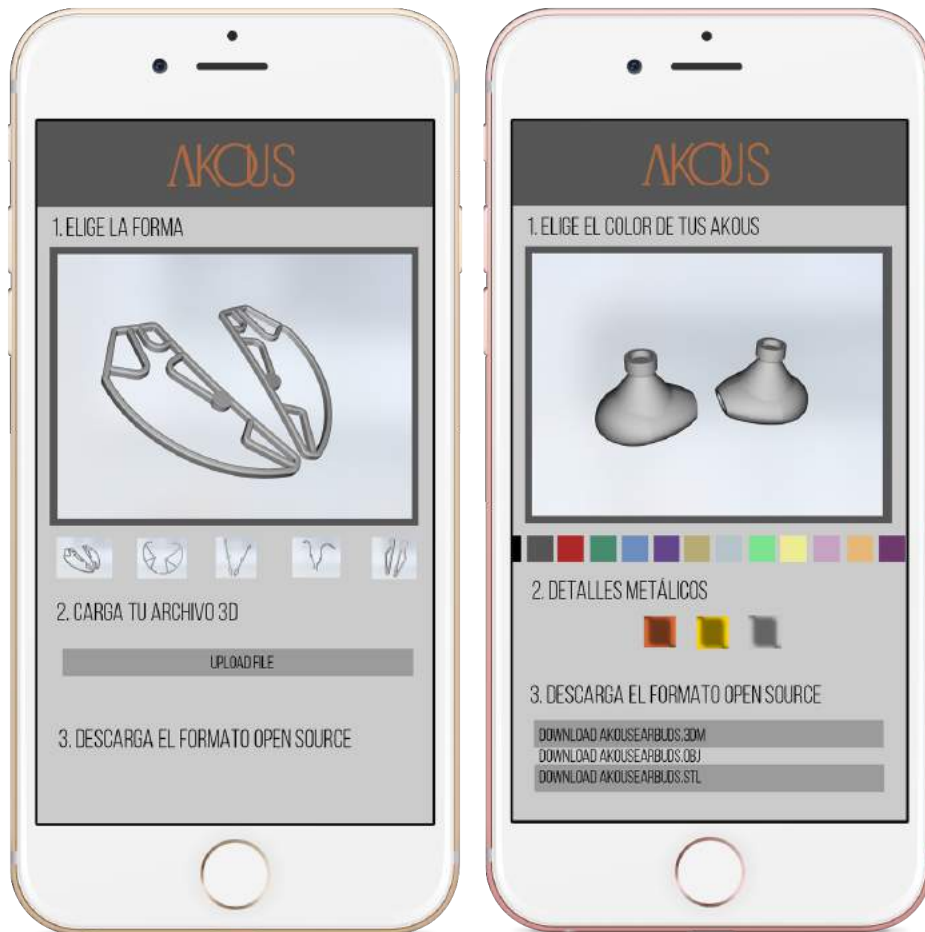 AKOUS
1. ELIGE LA FORMA
2. CARGA TU ARCHIVO 3D
UPLOAD FILE
3. DESCARGA EL FORMATO OPEN SOURCE
AKOUS
1. ELIGE EL COLOR DE TUS AKOUS
2. DETALLES METÁLICOS
3. DESCARGA EL FORMATO OPEN SOURCE
DOWNLOAD AKOUSEARBUDS.3DM
DOWNLOAD AKOUSEARBUDS.OBJ
DOWNLOAD AKOUSEARBUDS.STL